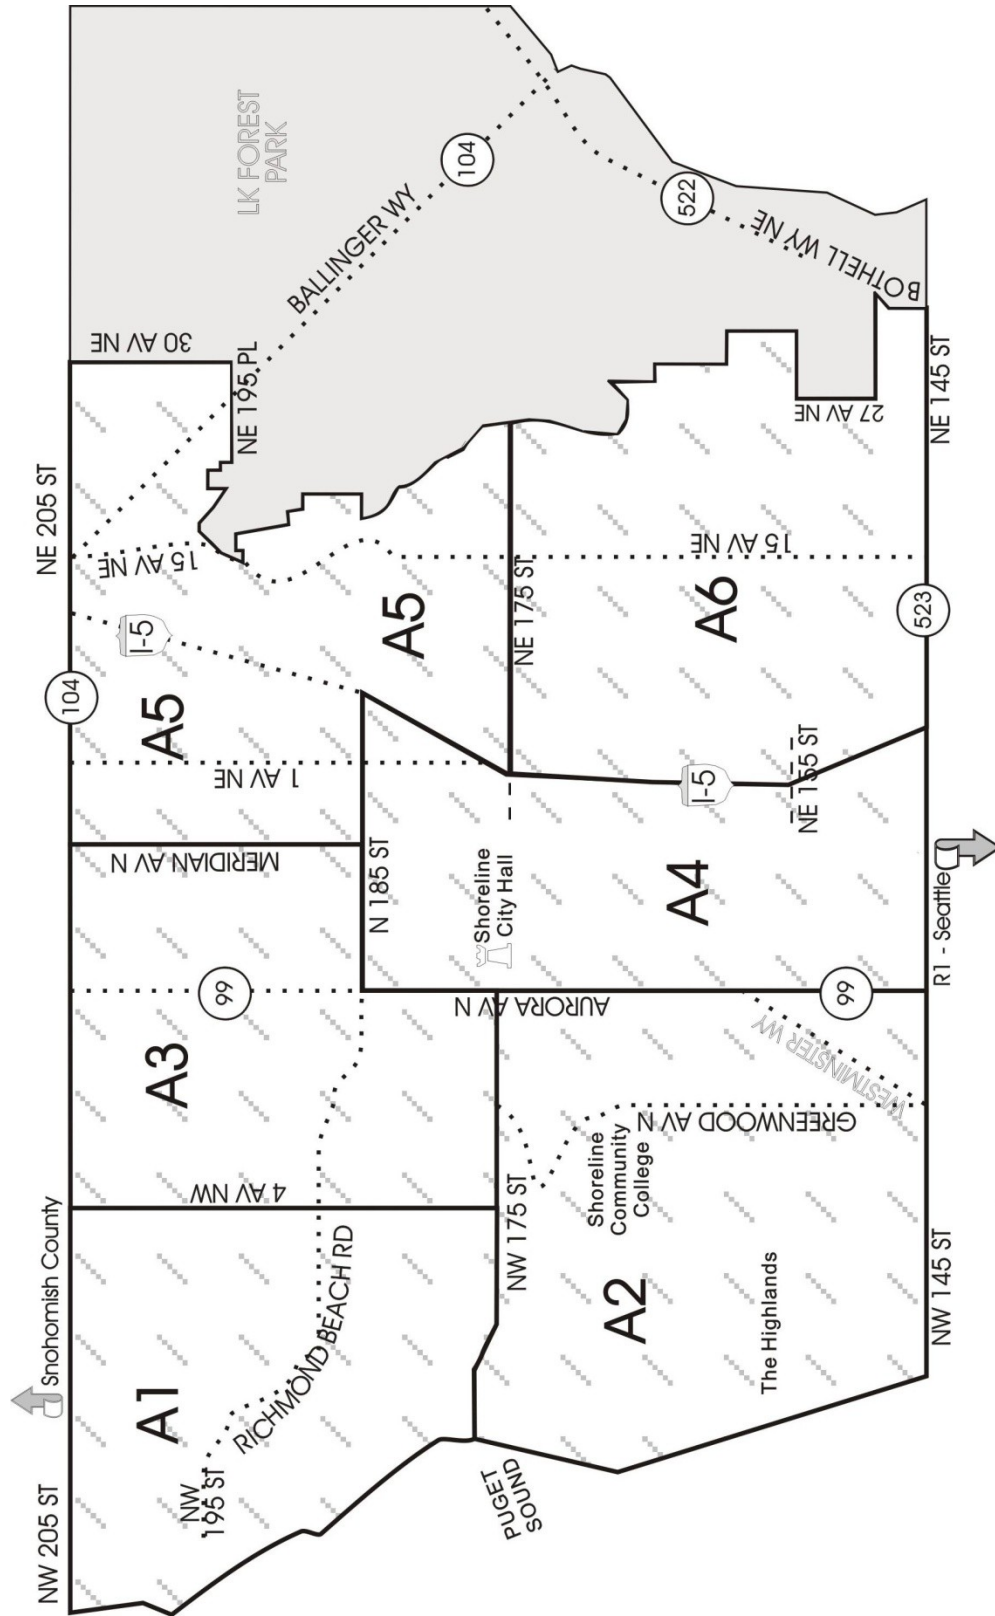 Snohomish County
NW 205 ST
NE 205 ST
104
A1
NW
195 ST
RICHMOND BEACH RD
4 AV NW
A3
99
MERIDIAN AV N
1 AV NE
A5
I-5
15 AV NE
30 AV NE
NE 195 PL
BALLINGER WY
104
LK FOREST
PARK
N 185 ST
A5
PUGET
SOUND
NW 175 ST
AURORA AV N
Shoreline
City Hall
NE 175 ST
A2
The Highlands
Shoreline
Community
College
GREENWOOD AV N
WESTMINSTER WY
99
A4
I-5
NE 155 ST
A6
15 AV NE
27 AV NE
522
BOTHELL WY NE
NW 145 ST
R1 - Seattle
523
NE 145 ST